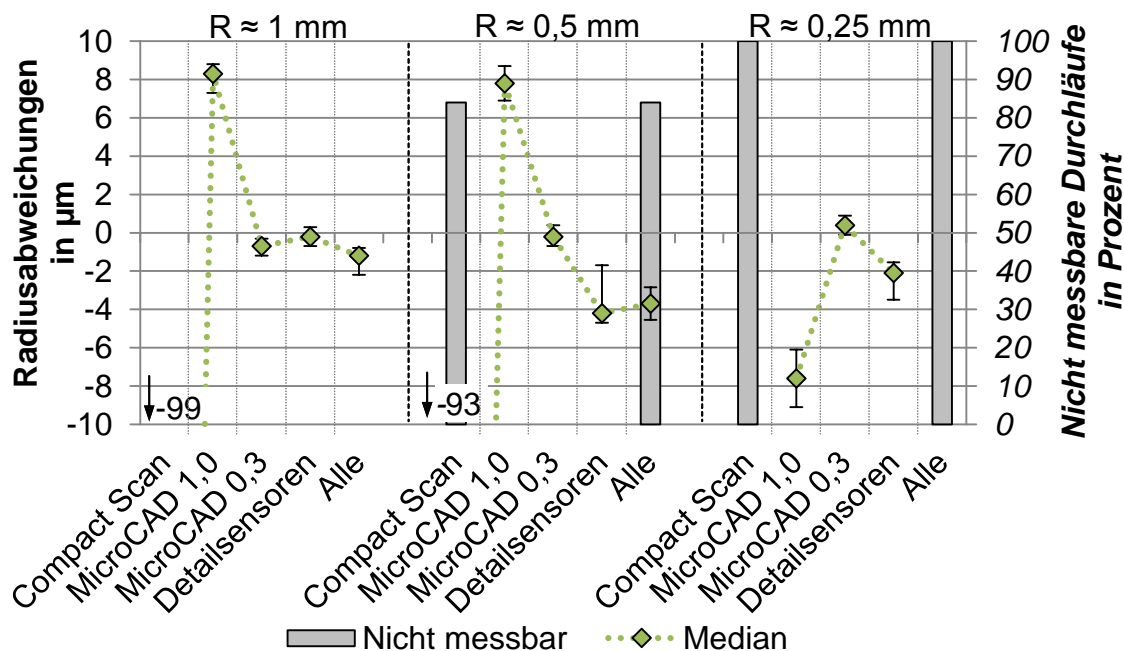 R ≈ 1 mm
R ≈ 0,5 mm
R ≈ 0,25 mm
Radiusabweichungen
in µm
10
8
6
4
2
0
-2
-4
-6
-8
-10
-99
-93
100
90
80
70
60
50
40
30
20
10
0
Nicht messbare Durchläufe
in Prozent
Compact Scan
MicroCAD 1,0
MicroCAD 0,3
Detailsensoren
Alle
Compact Scan
MicroCAD 1,0
MicroCAD 0,3
Detailsensoren
Alle
Compact Scan
MicroCAD 1,0
MicroCAD 0,3
Detailsensoren
Alle
Nicht messbar
Median